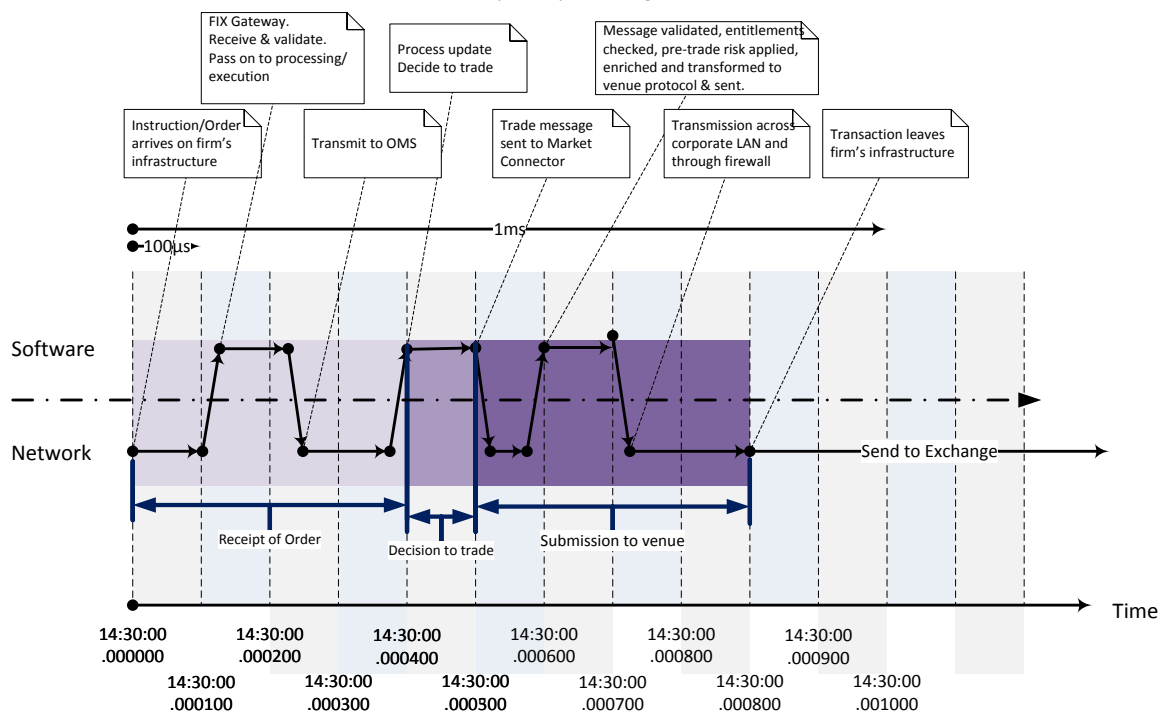 FIX Gateway.
Receive & validate.
Pass on to processing/
execution
Process update
Decide to trade
Message validated, entitlements
checked, pre-trade risk applied,
enriched and transformed to
venue protocol & sent.
Instruction/Order
arrives on firm's
infrastructure
Transmit to OMS
Trade message
sent to Market
Connector
Transmission across
corporate LAN and
through firewall
Transaction leaves
firm's infrastructure
1ms
100µs
Software
Network
Send to Exchange
Receipt of Order
Decision to trade
Submission to venue
Time
14:30:00
.000000
14:30:00
.000200
14:30:00
.000400
14:30:00
.000600
14:30:00
.000800
14:30:00
.000900
14:30:00
.000100
14:30:00
.000300
14:30:00
.000500
14:30:00
.000700
14:30:00
.000800
14:30:00
.001000